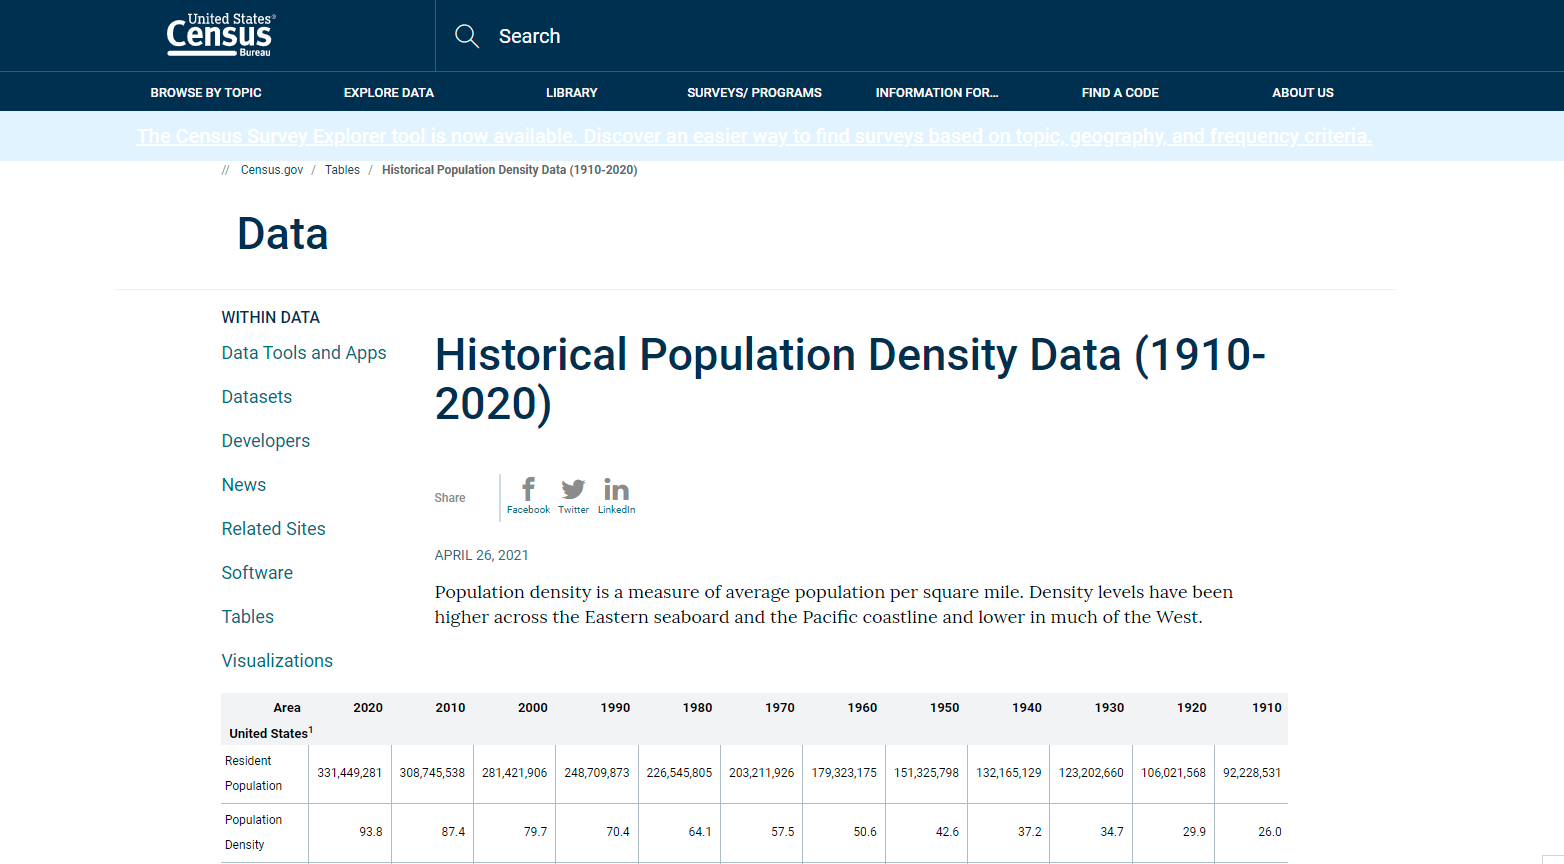 United States®
Census
Bureau
Search
BROWSE BY TOPIC EXPLORE DATA LIBRARY SURVEYS/ PROGRAMS INFORMATION FOR... FIND A CODE ABOUT US
The Census Survey Explorer tool is now available. Discover an easier way to find surveys based on topic, geography, and frequency criteria.
// Census.gov / Tables / Historical Population Density Data (1910-2020)
Data
WITHIN DATA
Data Tools and Apps
Datasets
Developers
News
Related Sites
Software
Tables
Visualizations
Historical Population Density Data (1910-
2020)
Share
Facebook Twitter LinkedIn
APRIL 26, 2021
Population density is a measure of average population per square mile. Density levels have been
higher across the Eastern seaboard and the Pacific coastline and lower in much of the West.
Area 2020 2010 2000 1990 1980 1970 1960 1950 1940 1930 1920 1910
United States1
Resident
Population
331,449,281 308,745,538 281,421,906 248,709,873 226,545,805 203,211,926 179,323,175 151,325,798 132,165,129 123,202,660 106,021,568 92,228,531
Population
Density
93.8 87.4 79.7 70.4 64.1 57.5 50.6 42.6 37.2 34.7 29.9 26.0